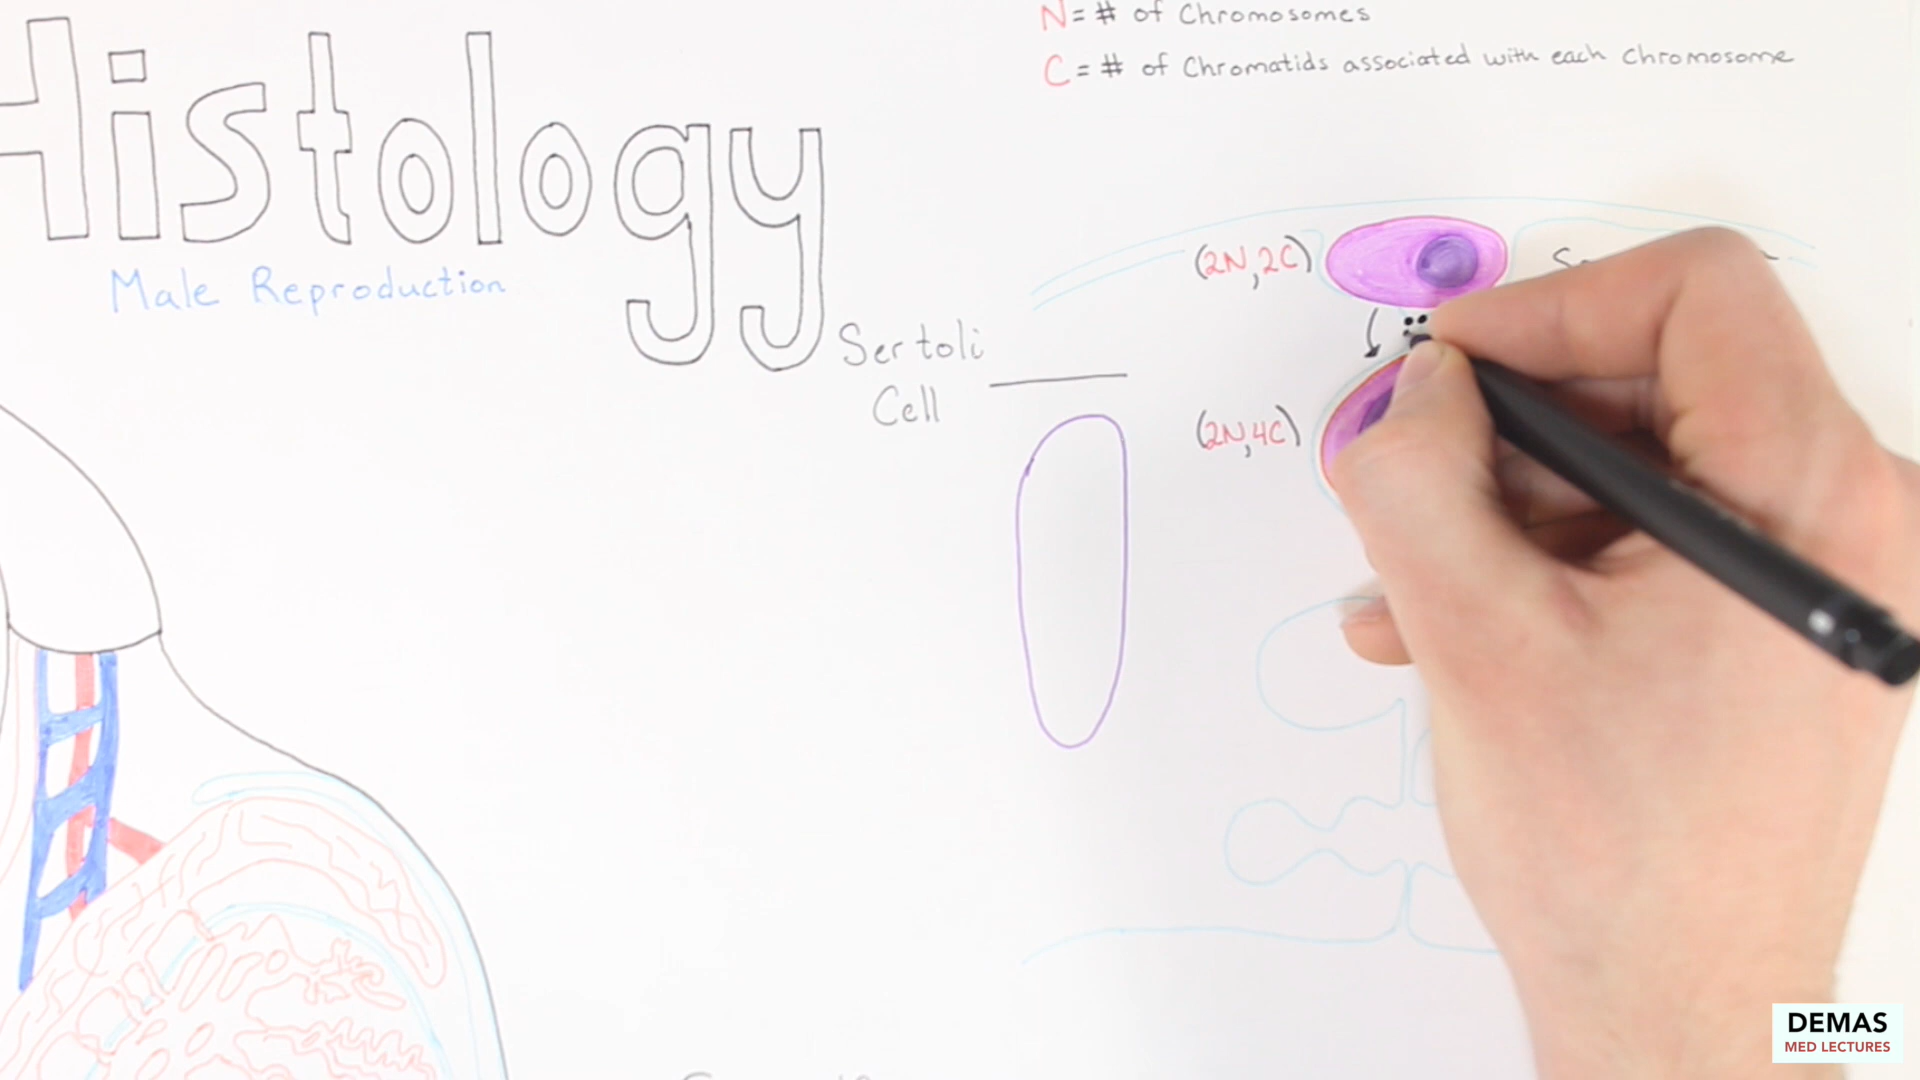 Histology
Male Reproduction
N = # of Chromosomes
C = # of Chromatids associated with each Chromosome
(2N, 2C)
Sertoli
Cell
(2N, 4C)
DEMAS
MED LECTURES